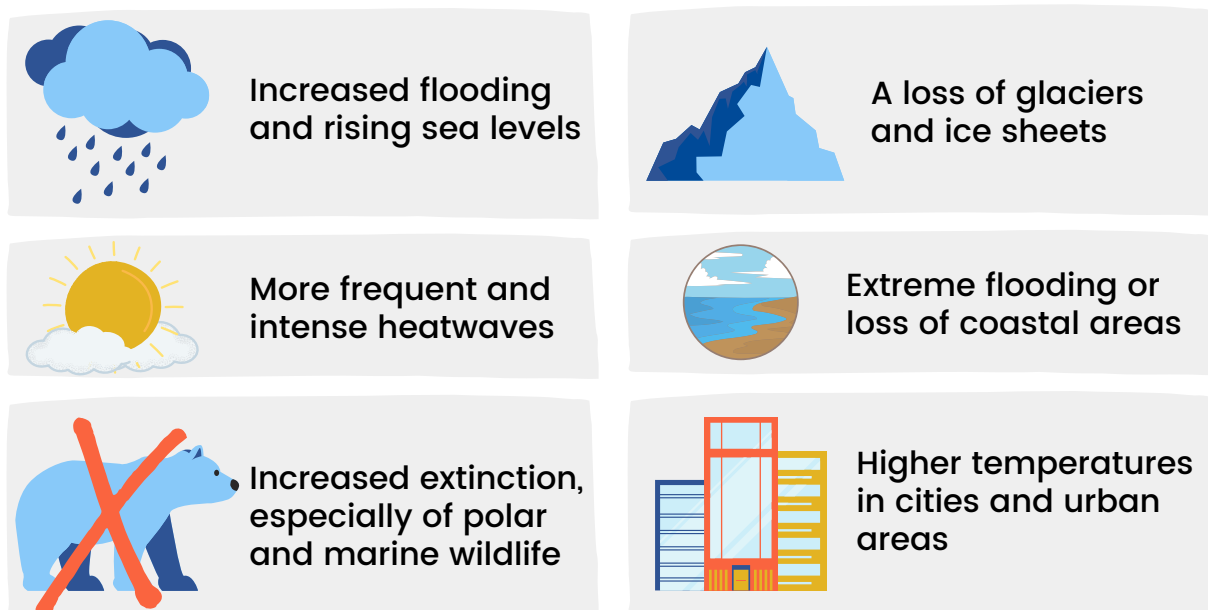 Increased flooding
and rising sea levels
A loss of glaciers
and ice sheets
More frequent and
intense heatwaves
Extreme flooding or
loss of coastal areas
Increased extinction,
especially of polar
and marine wildlife
Higher temperatures
in cities and urban
areas